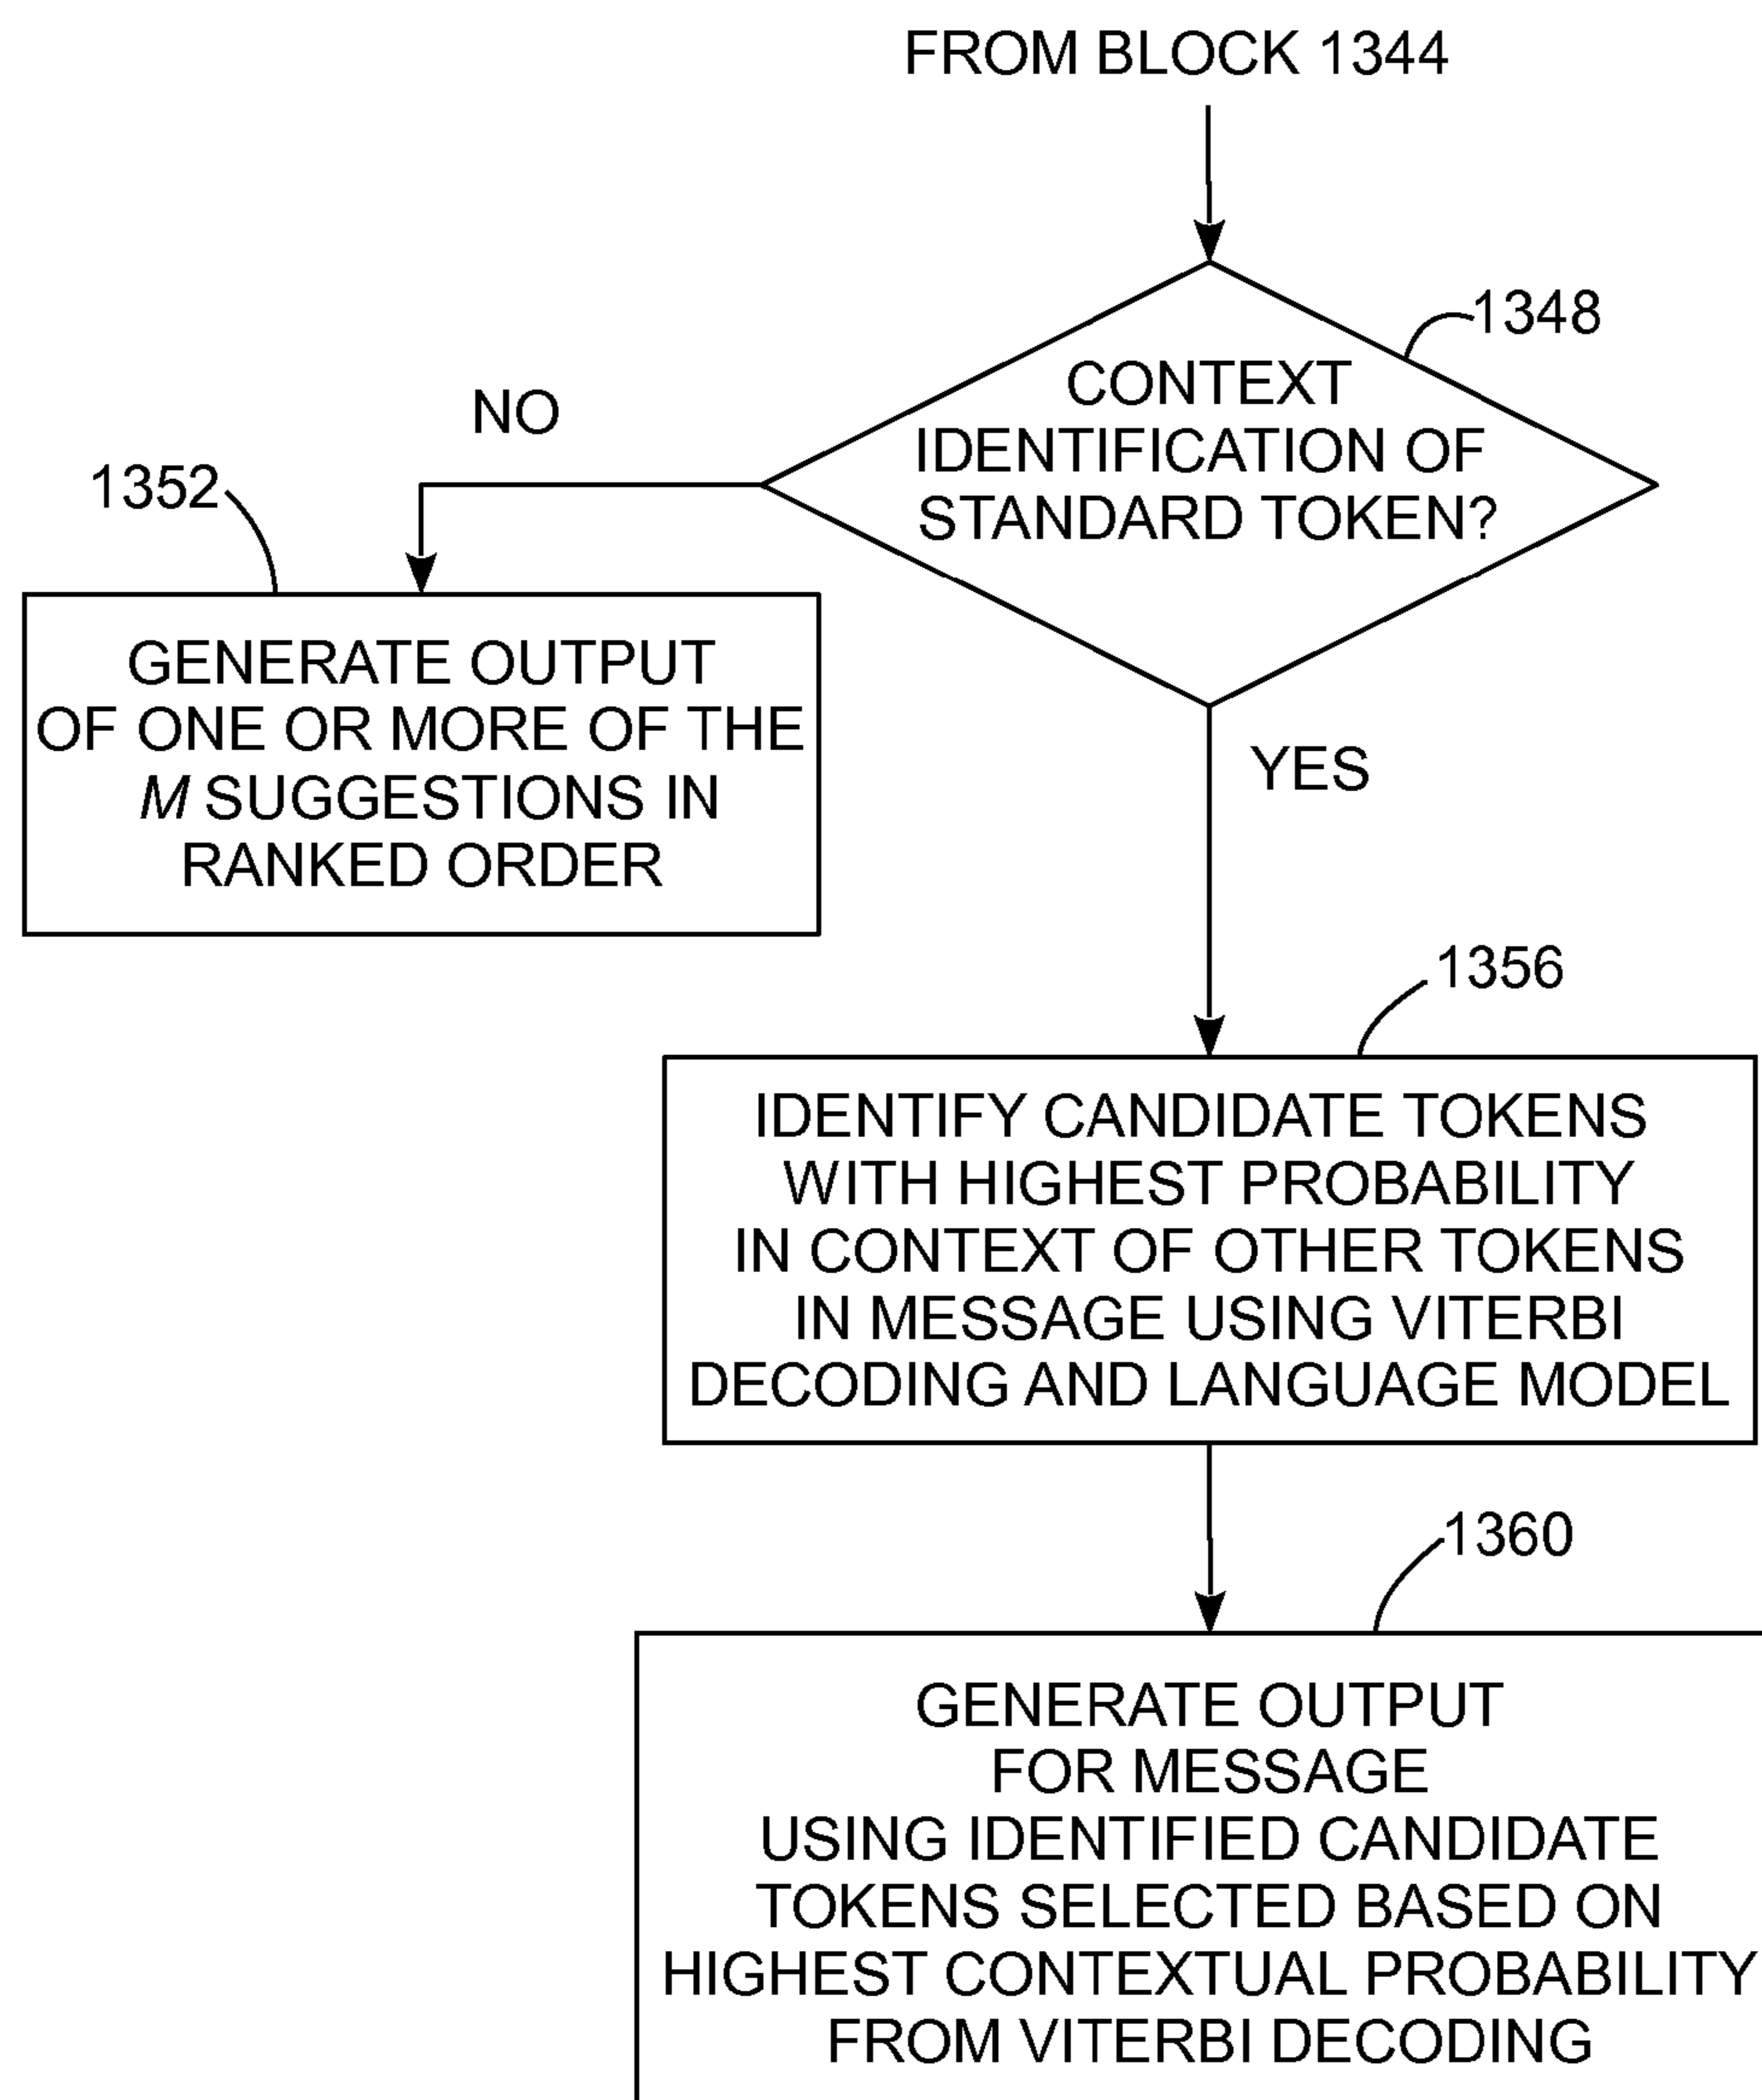 FROM BLOCK 1344
1348
CONTEXT
IDENTIFICATION OF
STANDARD TOKEN?
NO
1352
GENERATE OUTPUT
OF ONE OR MORE OF THE
M SUGGESTIONS IN
RANKED ORDER
YES
1356
IDENTIFY CANDIDATE TOKENS
WITH HIGHEST PROBABILITY
IN CONTEXT OF OTHER TOKENS
IN MESSAGE USING VITERBI
DECODING AND LANGUAGE MODEL
1360
GENERATE OUTPUT
FOR MESSAGE
USING IDENTIFIED CANDIDATE
TOKENS SELECTED BASED ON
HIGHEST CONTEXTUAL PROBABILITY
FROM VITERBI DECODING